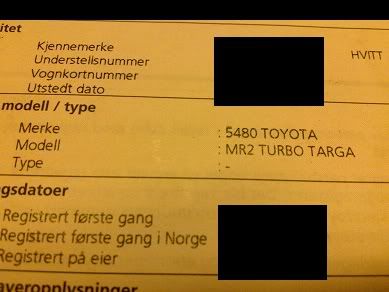 itet
Kjennemerke HVITT
Understellsnummer
Vognkortnummer
Utstedt dato
modell / type
Merke : 5480 TOYOTA
Modell : MR2 TURBO TARGA
Type : -
gsdatoer
Registrert første gang
Registrert første gang i Norge
Registrert på eier
averopplysninger